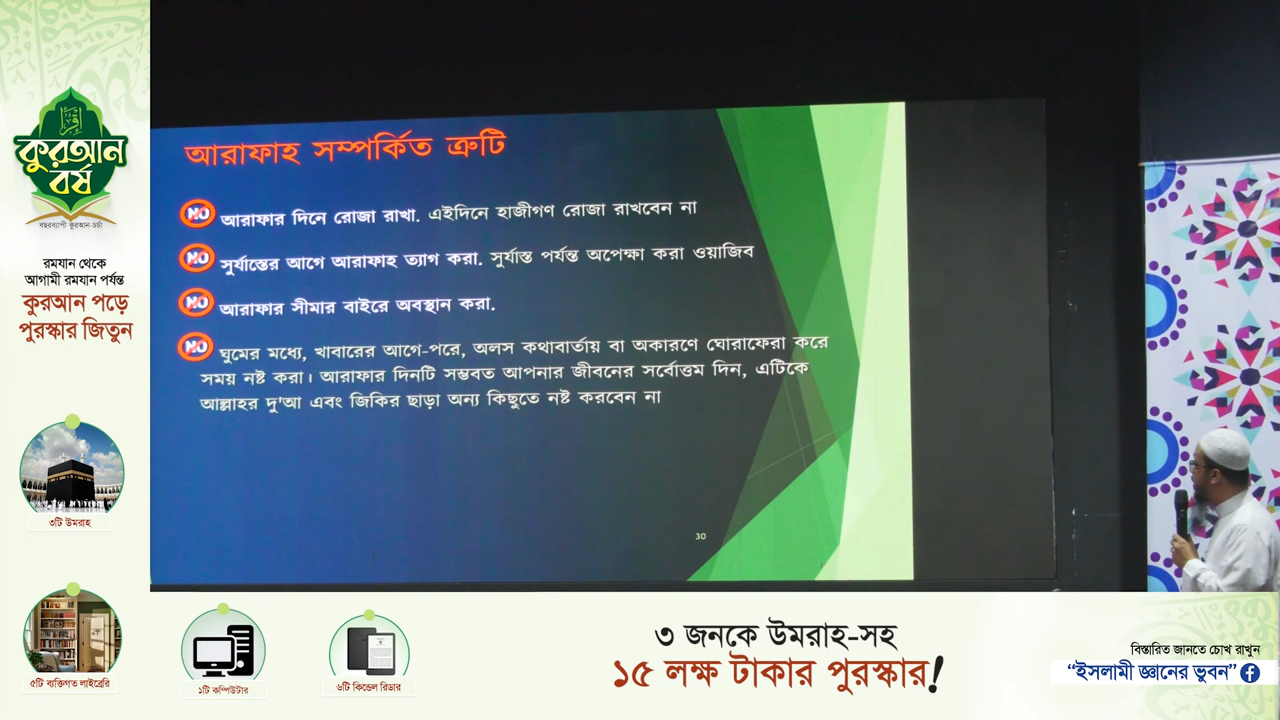 اقرأ
কুরআন
বর্ষ
বছরব্যাপী কুরআন-চর্চা
রমযান থেকে
আগামী রমযান পর্যন্ত
কুরআন পড়ে
পুরস্কার জিতুন
৩টি উমরাহ
৫টি ব্যক্তিগত লাইব্রেরি
আরাফাহ সম্পর্কিত ত্রুটি
NO আরাফার দিনে রোজা রাখা. এইদিনে হাজীগণ রোজা রাখবেন না
NO সুর্যাস্তের আগে আরাফাহ ত্যাগ করা. সুর্যাস্ত পর্যন্ত অপেক্ষা করা ওয়াজিব
NO আরাফার সীমার বাইরে অবস্থান করা.
NO ঘুমের মধ্যে, খাবারের আগে-পরে, অলস কথাবার্তায় বা অকারণে ঘোরাফেরা করে
সময় নষ্ট করা। আরাফার দিনটি সম্ভবত আপনার জীবনের সর্বোত্তম দিন, এটিকে
আল্লাহর দু'আ এবং জিকির ছাড়া অন্য কিছুতে নষ্ট করবেন না
30
১টি কম্পিউটার
৬টি কিন্ডেল রিডার
৩ জনকে উমরাহ-সহ
১৫ লক্ষ টাকার পুরস্কার!
বিস্তারিত জানতে চোখ রাখুন
“ইসলামী জ্ঞানের ভুবন”